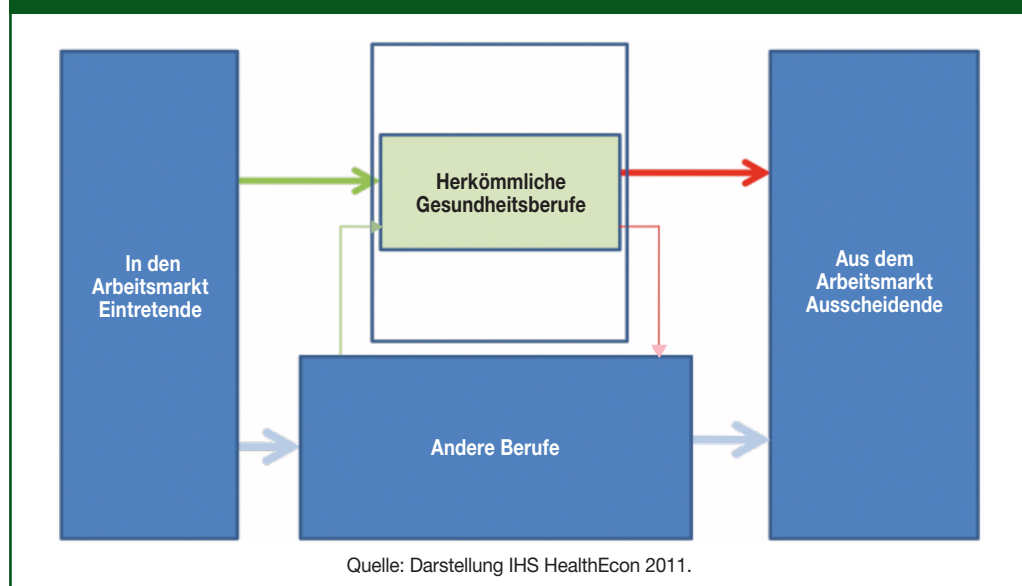 Herkömmliche
Gesundheitsberufe
In den
Arbeitsmarkt
Eintretende
Aus dem
Arbeitsmarkt
Ausscheidende
Andere Berufe
Quelle: Darstellung IHS HealthEcon 2011.